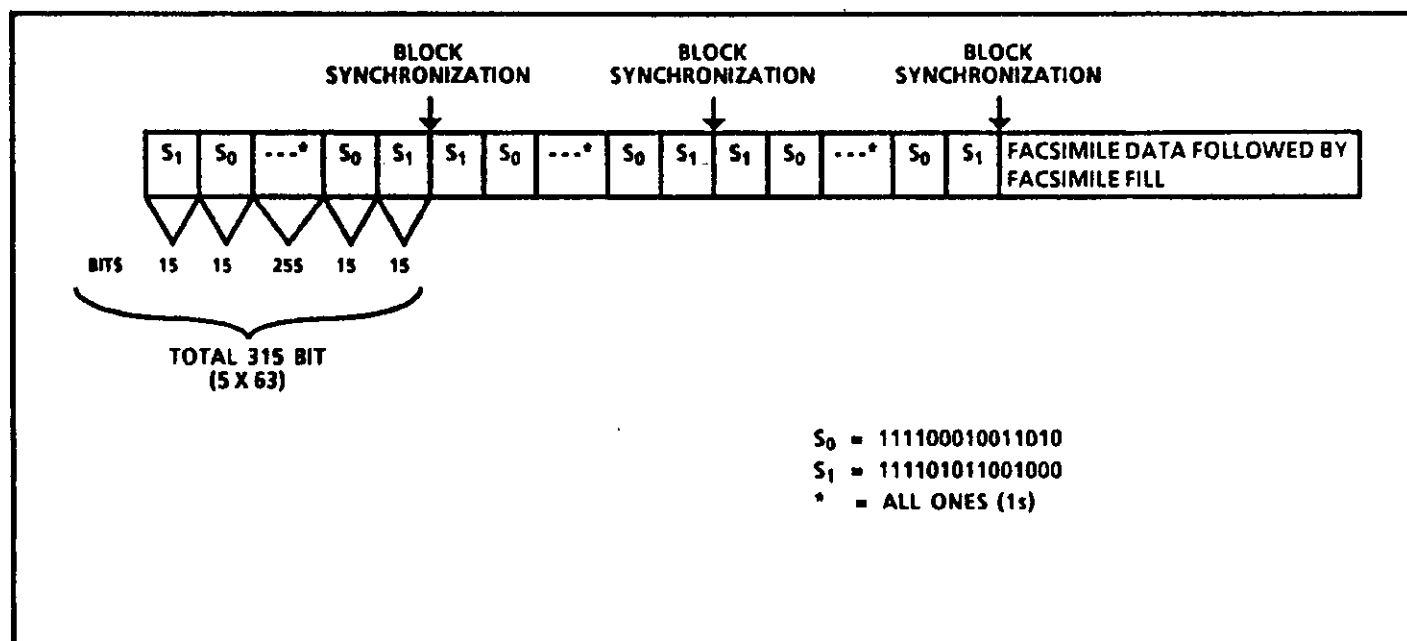 BLOCK SYNCHRONIZATION
BLOCK SYNCHRONIZATION
BLOCK SYNCHRONIZATION
S₁ S₀ ---* S₀ S₁ S₁ S₀ ---* S₀ S₁ S₁ S₀ ---* S₀ S₁ FACSIMILE DATA FOLLOWED BY
FACSIMILE FILL
BITS 15 15 255 15 15
TOTAL 315 BIT
(5 X 63)
S₀ = 111100010011010
S₁ = 111101011001000
* = ALL ONES (1s)